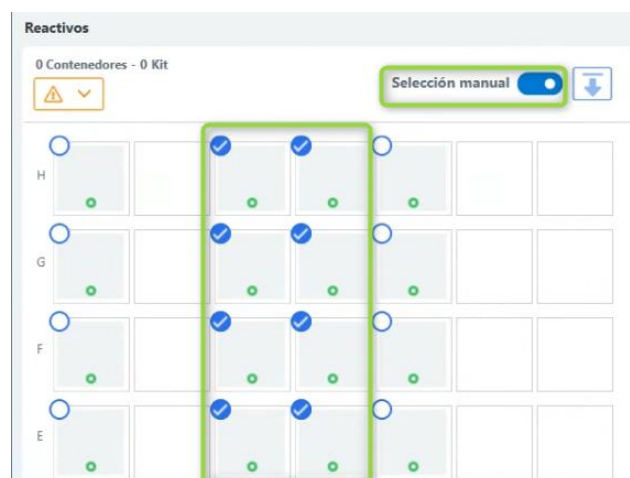 Reactivos
0 Contenedores - 0 Kit
Selección manual
H
G
F
E